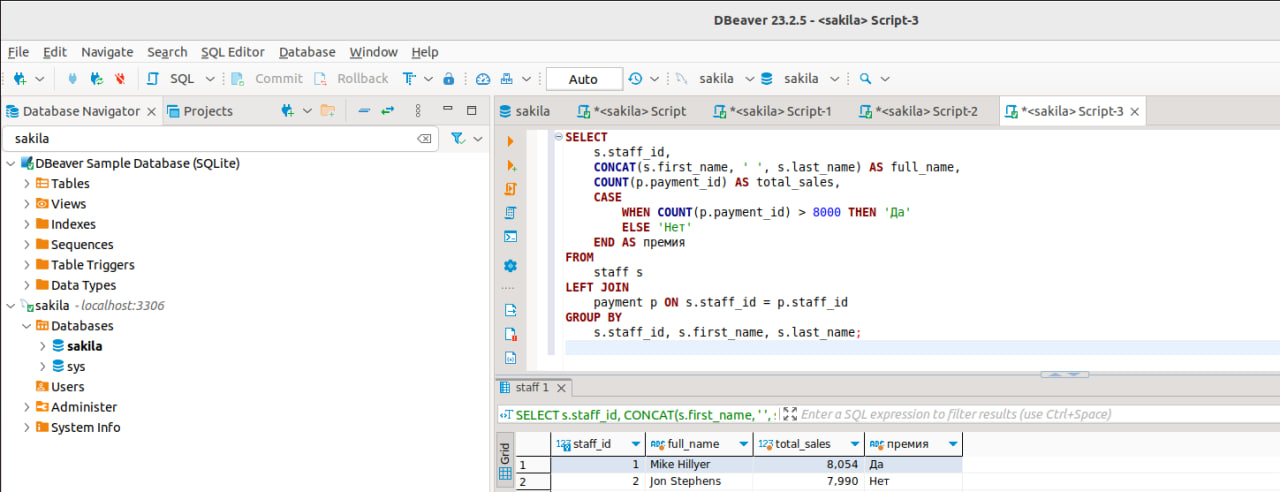 DBeaver 23.2.5 - <sakila> Script-3
File Edit Navigate Search SQL Editor Database Window Help
SQL Commit Rollback Auto sakila sakila
Database Navigator Projects
sakila *<sakila> Script *<sakila> Script-1 *<sakila> Script-2 *<sakila> Script-3
sakila
DBeaver Sample Database (SQLite)
Tables
Views
Indexes
Sequences
Table Triggers
Data Types
sakila - localhost:3306
Databases
sakila
sys
Users
Administer
System Info
SELECT
s.staff_id,
CONCAT(s.first_name, ' ', s.last_name) AS full_name,
COUNT(p.payment_id) AS total_sales,
CASE
WHEN COUNT(p.payment_id) > 8000 THEN 'Да'
ELSE 'Нет'
END AS премия
FROM
staff s
LEFT JOIN
payment p ON s.staff_id = p.staff_id
GROUP BY
s.staff_id, s.first_name, s.last_name;
staff 1
SELECT s.staff_id, CONCAT(s.first_name, ' ', s Enter a SQL expression to filter results (use Ctrl+Space)
Grid
123 staff_id ABC full_name 123 total_sales ABC премия
1 1 Mike Hillyer 8,054 Да
2 2 Jon Stephens 7,990 Нет